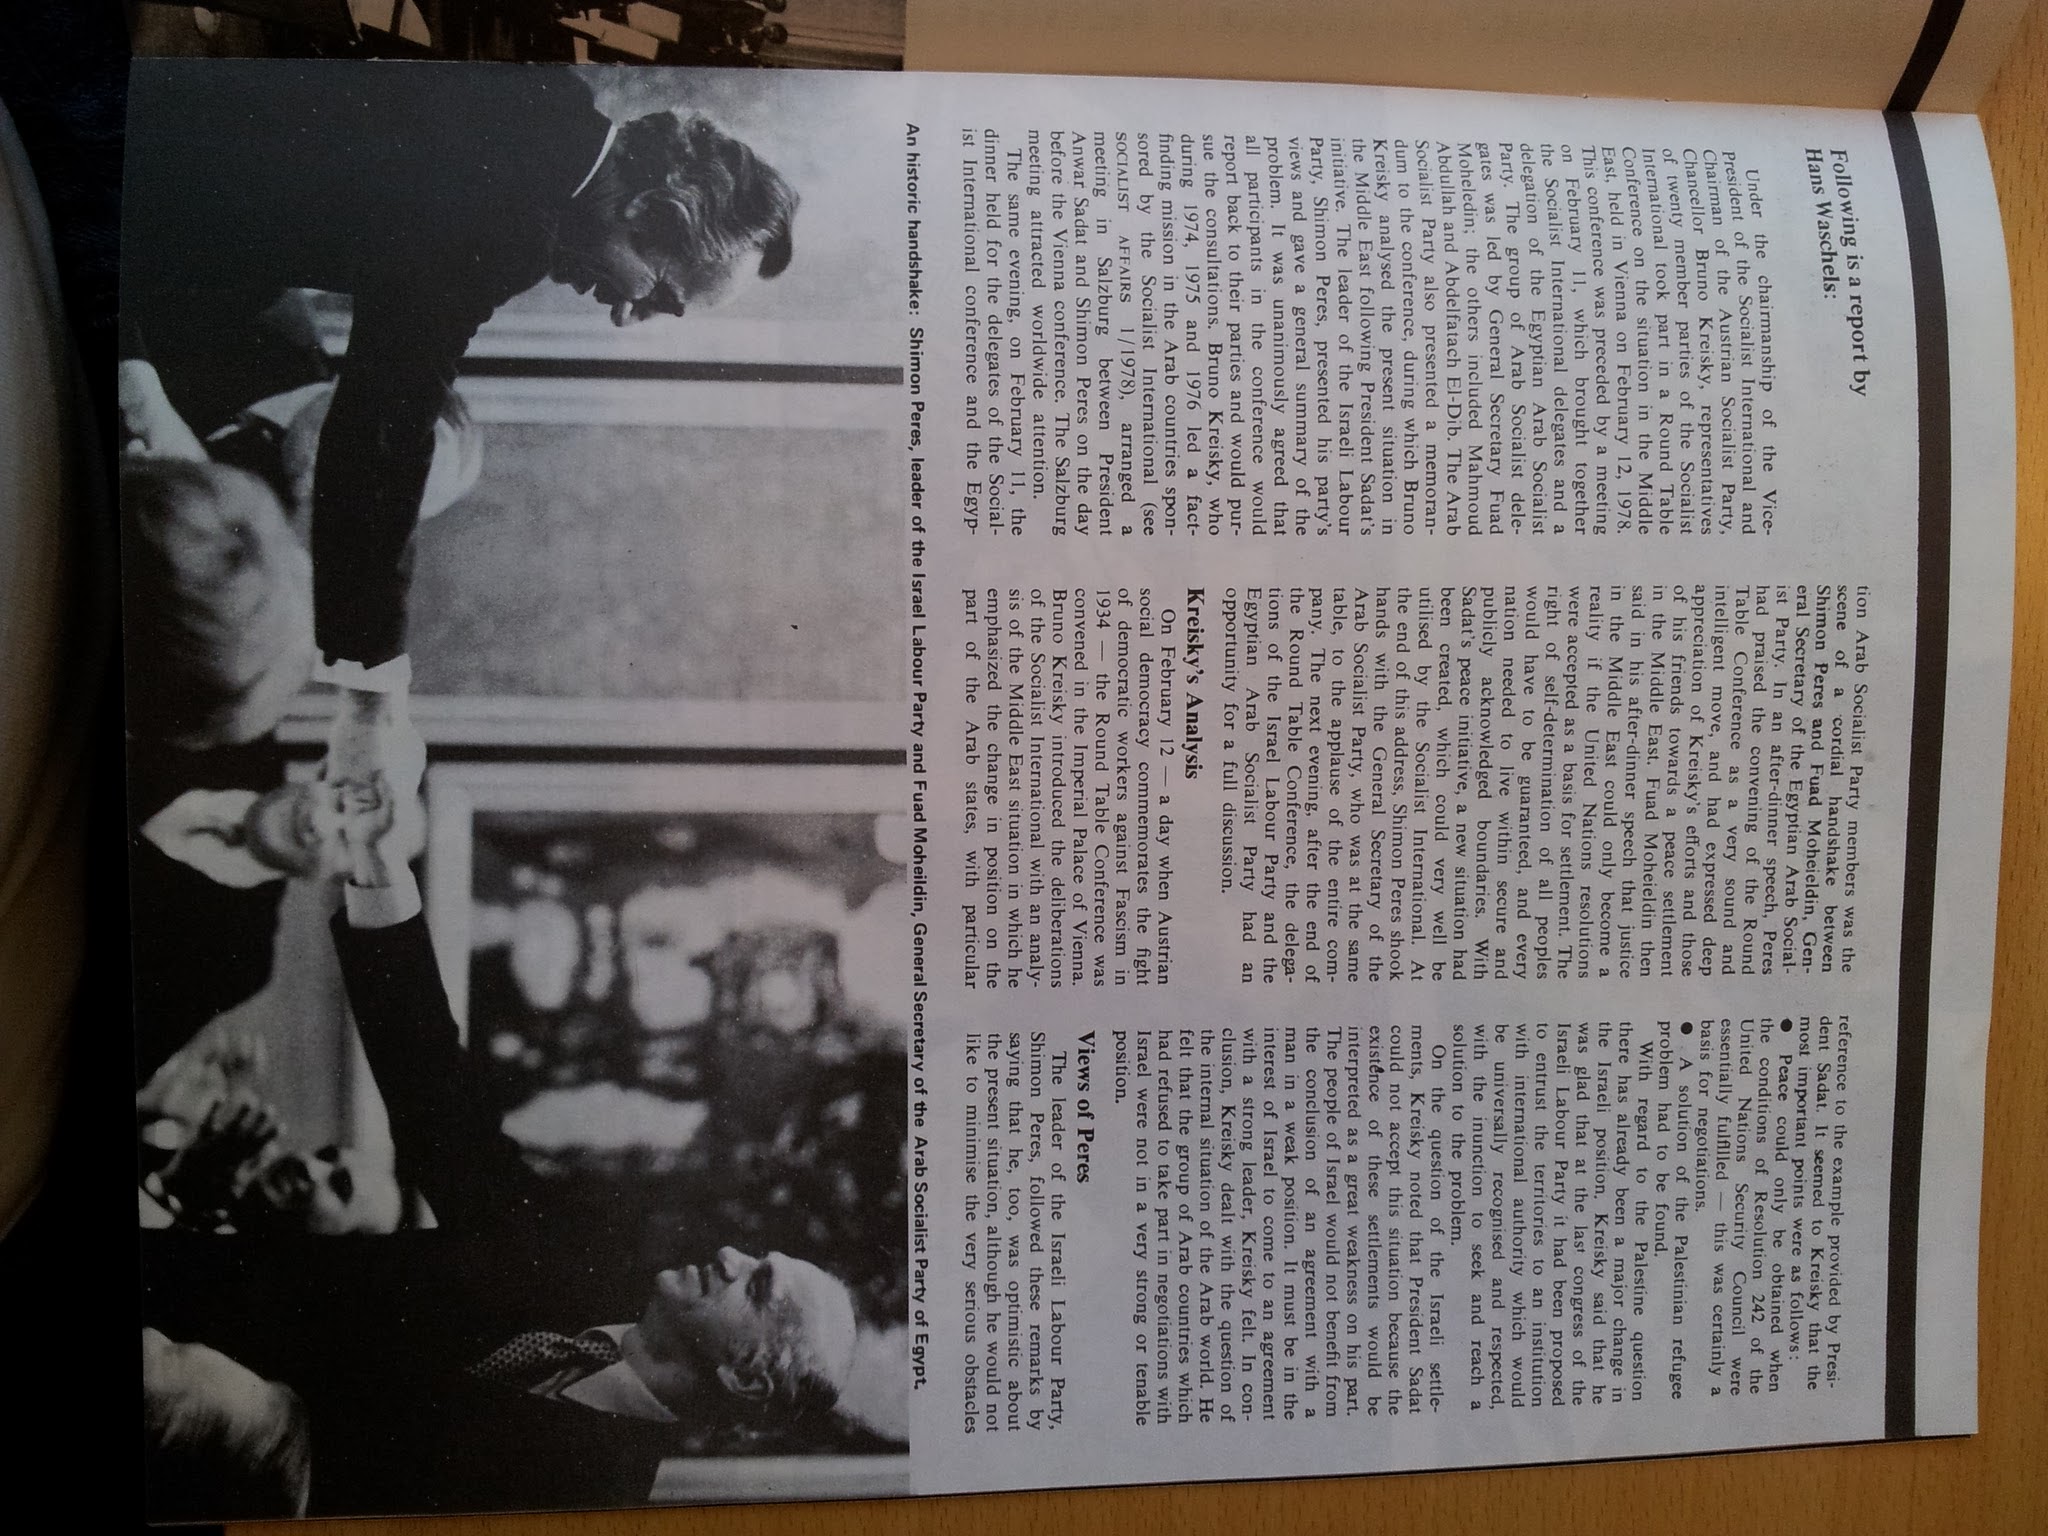 Following is a report by
Hans Waschels:
Under the chairmanship of the Vice-
President of the Socialist International and
Chairman of the Austrian Socialist Party,
Chancellor Bruno Kreisky, representatives
of twenty member parties of the Socialist
International took part in a Round Table
Conference on the situation in the Middle
East, held in Vienna on February 12, 1978.
This conference was preceded by a meeting
on February 11, which brought together
the Socialist International delegates and a
delegation of the Egyptian Arab Socialist
Party. The group of Arab Socialist dele-
gates was led by General Secretary Fuad
Moheledin; the others included Mahmoud
Abdullah and Abdelfatach El-Dib. The Arab
Socialist Party also presented a memoran-
dum to the conference, during which Bruno
Kreisky analysed the present situation in
the Middle East following President Sadat's
initiative. The leader of the Israeli Labour
Party, Shimon Peres, presented his party's
views and gave a general summary of the
problem. It was unanimously agreed that
all participants in the conference would
report back to their parties and would pur-
sue the consultations. Bruno Kreisky, who
during 1974, 1975 and 1976 led a fact-
finding mission in the Arab countries spon-
sored by the Socialist International (see
SOCIALIST AFFAIRS 1/1978), arranged a
meeting in Salzburg between President
Anwar Sadat and Shimon Peres on the day
before the Vienna conference. The Salzburg
meeting attracted worldwide attention.
The same evening, on February 11, the
dinner held for the delegates of the Social-
ist International conference and the Egyp-
tion Arab Socialist Party members was the
scene of a cordial handshake between
Shimon Peres and Fuad Moheieldin, Gen-
eral Secretary of the Egyptian Arab Social-
ist Party. In an after-dinner speech, Peres
had praised the convening of the Round
Table Conference as a very sound and
intelligent move, and had expressed deep
appreciation of Kreisky's efforts and those
of his friends towards a peace settlement
in the Middle East. Fuad Moheieldin then
said in his after-dinner speech that justice
in the Middle East could only become a
reality if the United Nations resolutions
were accepted as a basis for settlement. The
right of self-determination of all peoples
would have to be guaranteed, and every
nation needed to live within secure and
publicly acknowledged boundaries. With
Sadat's peace initiative, a new situation had
been created, which could very well be
utilised by the Socialist International. At
the end of this address, Shimon Peres shook
hands with the General Secretary of the
Arab Socialist Party, who was at the same
table, to the applause of the entire com-
pany. The next evening, after the end of
the Round Table Conference, the delega-
tions of the Israel Labour Party and the
Egyptian Arab Socialist Party had an
opportunity for a full discussion.
Kreisky's Analysis
On February 12 — a day when Austrian
social democracy commemorates the fight
of democratic workers against Fascism in
1934 — the Round Table Conference was
convened in the Imperial Palace of Vienna.
Bruno Kreisky introduced the deliberations
of the Socialist International with an analy-
sis of the Middle East situation in which he
emphasized the change in position on the
part of the Arab states, with particular
reference to the example provided by Presi-
dent Sadat. It seemed to Kreisky that the
most important points were as follows:
● Peace could only be obtained when
the conditions of Resolution 242 of the
United Nations Security Council were
essentially fulfilled — this was certainly a
basis for negotiations.
● A solution of the Palestinian refugee
problem had to be found.
With regard to the Palestine question
there has already been a major change in
the Israeli position, Kreisky said that he
was glad that at the last congress of the
Israeli Labour Party it had been proposed
to entrust the territories to an institution
with international authority which would
be universally recognised and respected,
with the inunction to seek and reach a
solution to the problem.
On the question of the Israeli settle-
ments, Kreisky noted that President Sadat
could not accept this situation because the
existence of these settlements would be
interpreted as a great weakness on his part.
The people of Israel would not benefit from
the conclusion of an agreement with a
man in a weak position. It must be in the
interest of Israel to come to an agreement
with a strong leader, Kreisky felt. In con-
clusion, Kreisky dealt with the question of
the internal situation of the Arab world. He
felt that the group of Arab countries which
had refused to take part in negotiations with
Israel were not in a very strong or tenable
position.
Views of Peres
The leader of the Israeli Labour Party,
Shimon Peres, followed these remarks by
saying that he, too, was optimistic about
the present situation, although he would not
like to minimise the very serious obstacles
An historic handshake: Shimon Peres, leader of the Israel Labour Party and Fuad Moheildin, General Secretary of the Arab Socialist Party of Egypt.